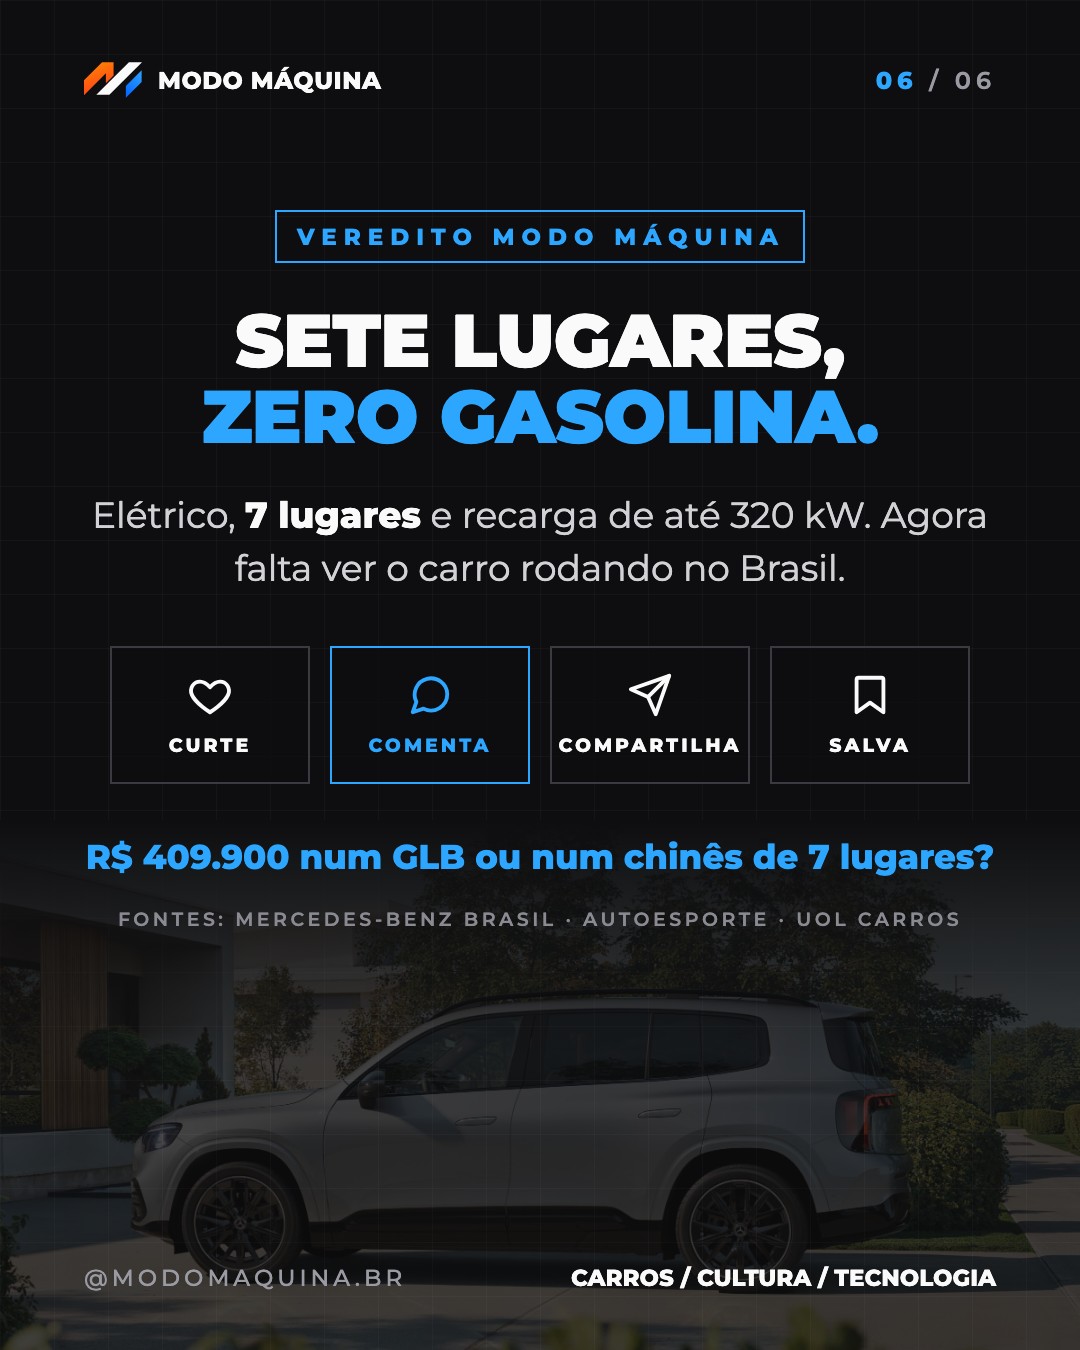 MODO MÁQUINA
06 / 06
VEREDITO MODO MÁQUINA
SETE LUGARES,
ZERO GASOLINA.
Elétrico, 7 lugares e recarga de até 320 kW. Agora
falta ver o carro rodando no Brasil.
CURTE
COMENTA
COMPARTILHA
SALVA
R$ 409.900 num GLB ou num chinês de 7 lugares?
FONTES: MERCEDES-BENZ BRASIL · AUTOESPORTE · UOL CARROS
@MODOMAQUINA.BR
CARROS / CULTURA / TECNOLOGIA